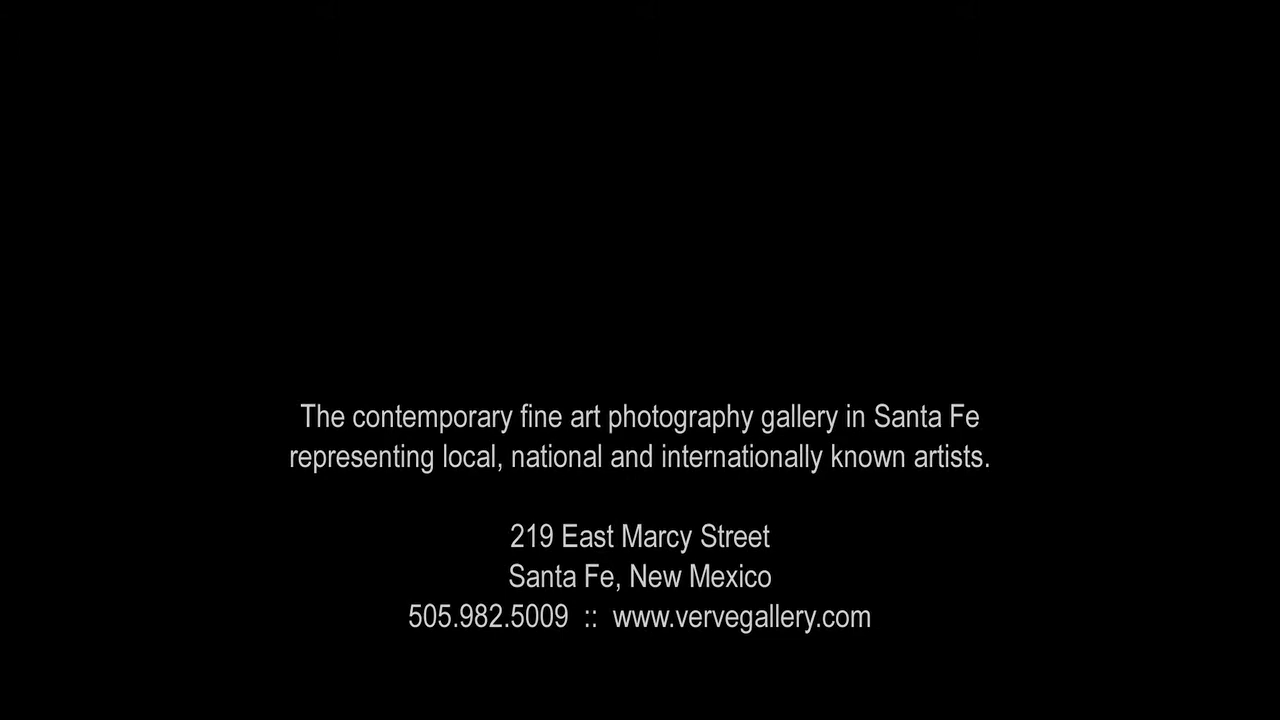 The contemporary fine art photography gallery in Santa Fe
representing local, national and internationally known artists.
219 East Marcy Street
Santa Fe, New Mexico
505.982.5009 :: www.vervegallery.com